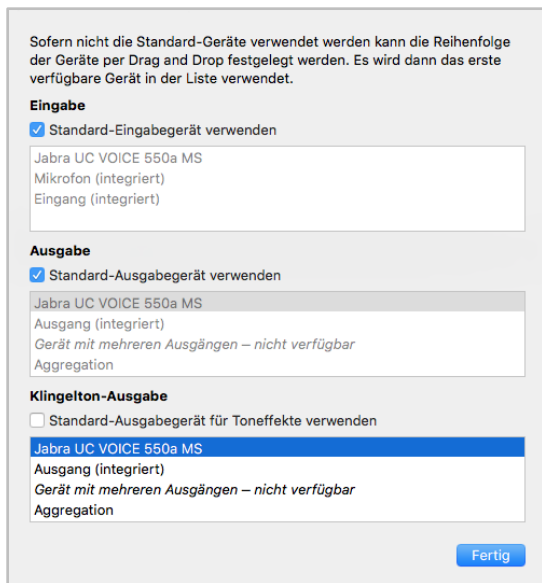 Sofern nicht die Standard-Geräte verwendet werden kann die Reihenfolge
der Geräte per Drag and Drop festgelegt werden. Es wird dann das erste
verfügbare Gerät in der Liste verwendet.
Eingabe
Standard-Eingabegerät verwenden
Jabra UC VOICE 550a MS
Mikrofon (integriert)
Eingang (integriert)
Ausgabe
Standard-Ausgabegerät verwenden
Jabra UC VOICE 550a MS
Ausgang (integriert)
Gerät mit mehreren Ausgängen – nicht verfügbar
Aggregation
Klingelton-Ausgabe
Standard-Ausgabegerät für Toneffekte verwenden
Jabra UC VOICE 550a MS
Ausgang (integriert)
Gerät mit mehreren Ausgängen – nicht verfügbar
Aggregation
Fertig